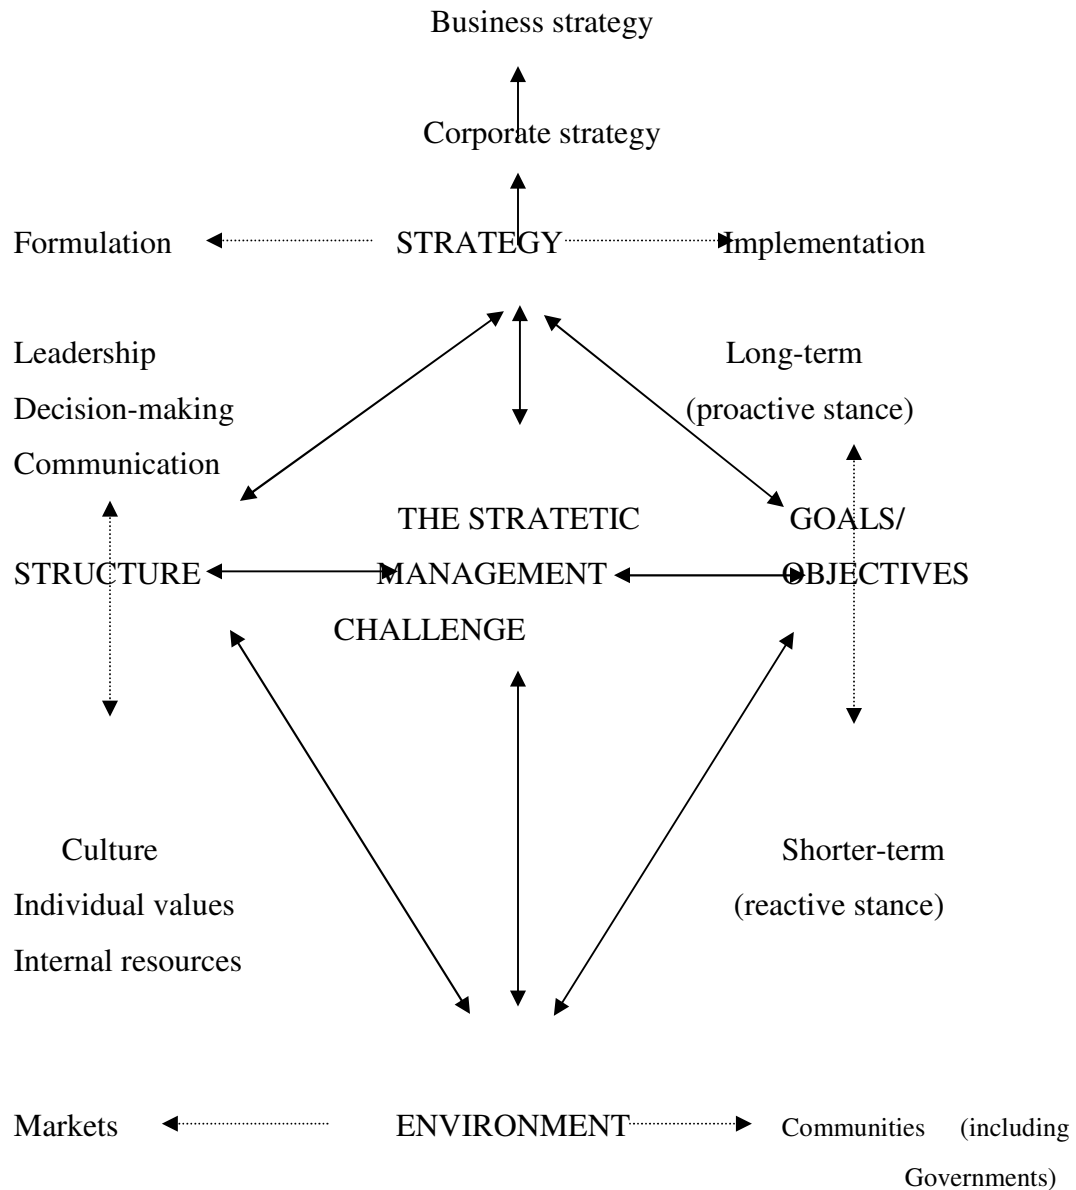 Business strategy
Corporate strategy
Formulation STRATEGY Implementation
Leadership Long-term
Decision-making (proactive stance)
Communication
THE STRATETIC GOALS/
STRUCTURE MANAGEMENT OBJECTIVES
CHALLENGE
Culture Shorter-term
Individual values (reactive stance)
Internal resources
Markets ENVIRONMENT Communities (including
Governments)